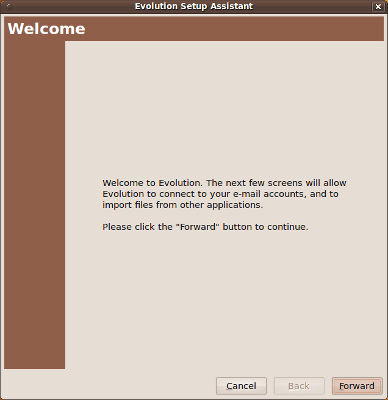 Evolution Setup Assistant
Welcome
Welcome to Evolution. The next few screens will allow
Evolution to connect to your e-mail accounts, and to
import files from other applications.
Please click the "Forward" button to continue.
Cancel
Back
Forward